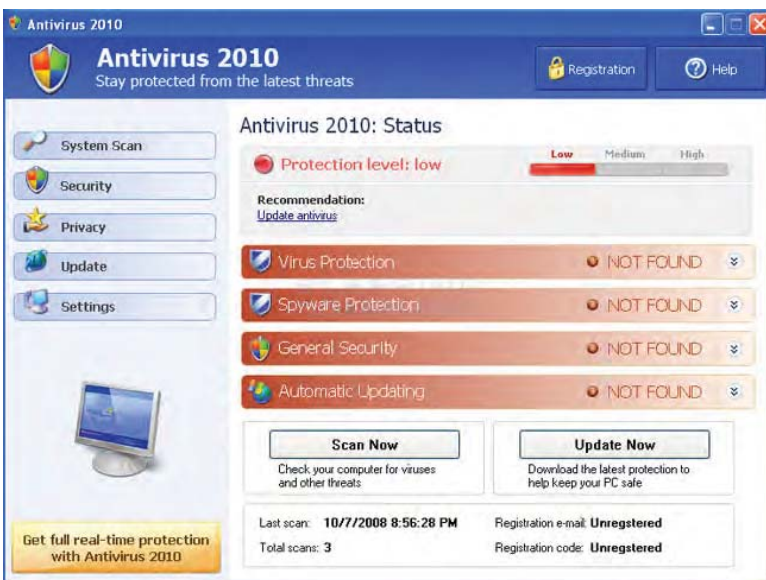 Antivirus 2010
Antivirus 2010
Stay protected from the latest threats
Registration
Help
System Scan
Security
Privacy
Update
Settings
Get full real-time protection
with Antivirus 2010
Antivirus 2010: Status
Protection level: low
Low Medium High
Recommendation:
Update antivirus
Virus Protection NOT FOUND
Spyware Protection NOT FOUND
General Security NOT FOUND
Automatic Updating NOT FOUND
Scan Now
Check your computer for viruses
and other threats
Update Now
Download the latest protection to
help keep your PC safe
Last scan: 10/7/2008 8:56:28 PM
Total scans: 3
Registration e-mail: Unregstered
Registration code: Unregstered